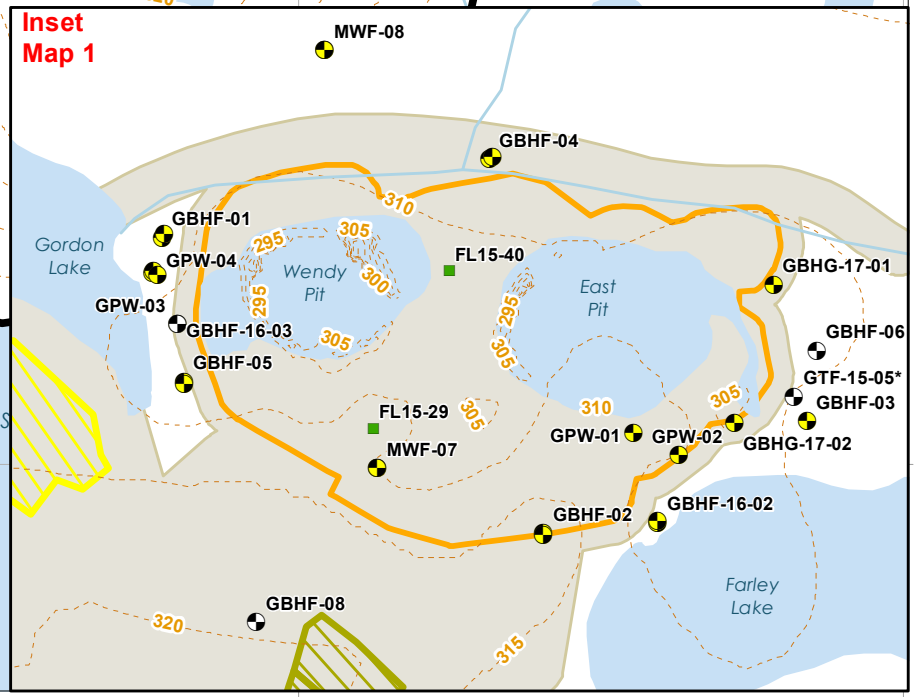 320
Inset
Map 1
MWF-08
GBHF-04
310
GBHF-01
295
305
Gordon
Lake
GPW-04
FL15-40
Wendy
Pit
300
GBHG-17-01
East
Pit
GPW-03
295
295
GBHF-16-03
305
305
GBHF-06
GBHF-05
GTF-15-05*
S
FL15-29
305
310
305
GBHF-03
MWF-07
GPW-01
GPW-02
GBHG-17-02
GBHF-02
GBHF-16-02
Farley
Lake
GBHF-08
320
315